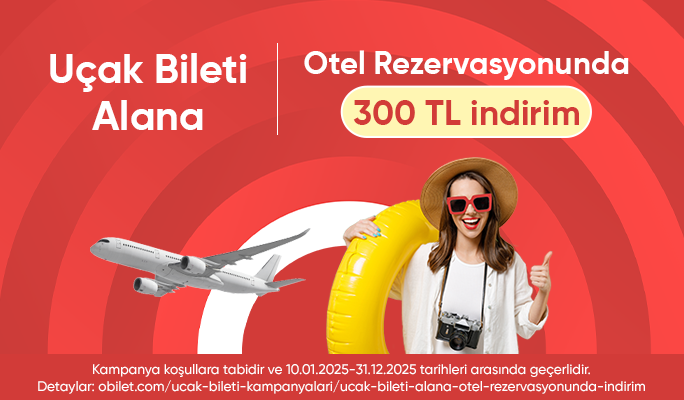 Uçak Bileti
Alana
Otel Rezervasyonunda
300 TL indirim
Kampanya koşullara tabidir ve 10.01.2025-31.12.2025 tarihleri arasında geçerlidir.
Detaylar: obilet.com/ucak-bileti-kampanyalari/ucak-bileti-alana-otel-rezervasyonunda-indirim